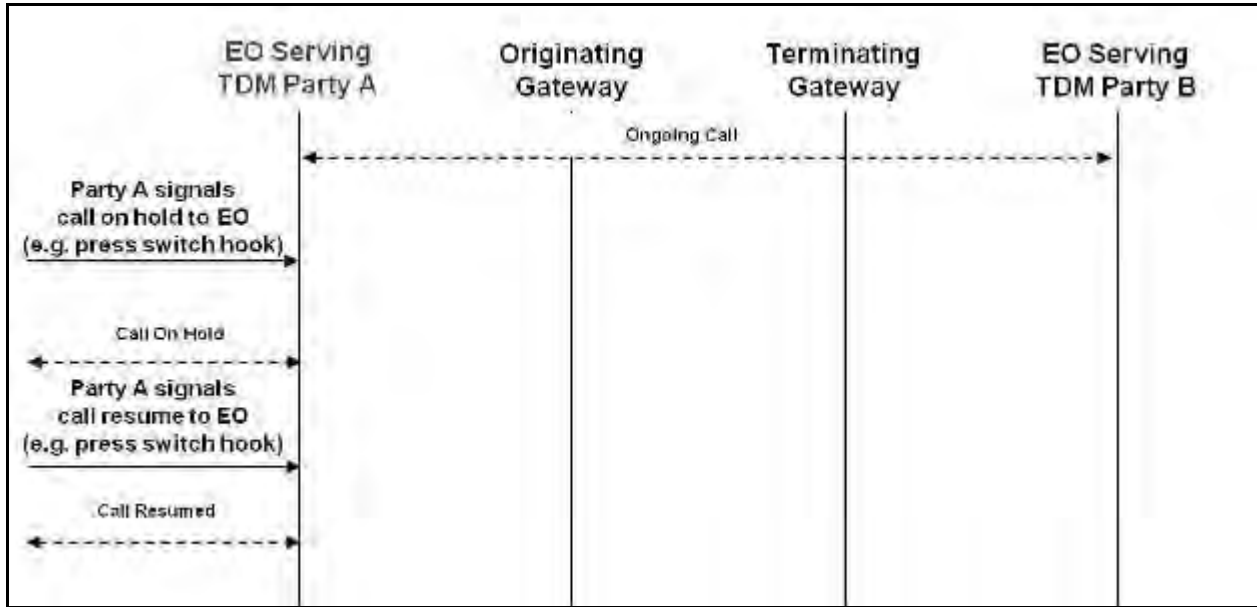 EO Serving
TDM Party A
Originating
Gateway
Terminating
Gateway
EO Serving
TDM Party B
Ongoing Call
Party A signals
call on hold to EO
(e.g. press switch hook)
Call On Hold
Party A signals
call resume to EO
(e.g. press switch hook)
Call Resumed